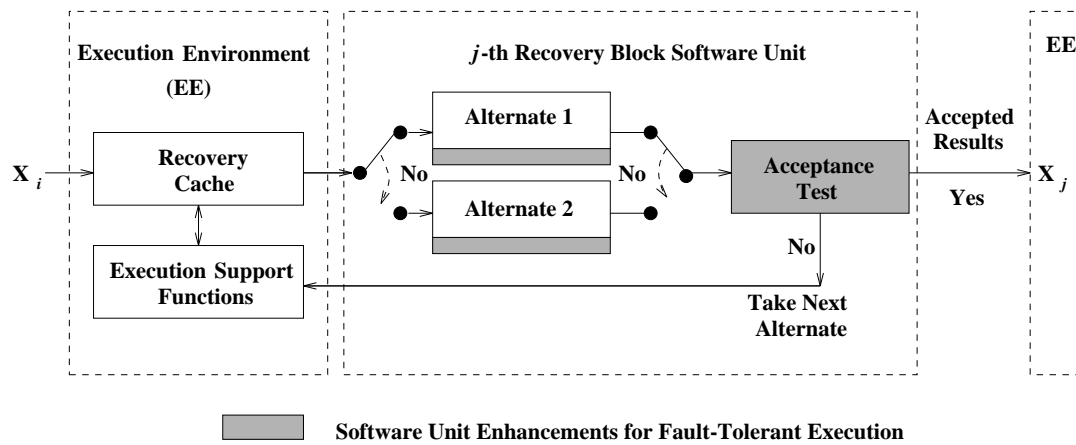 Execution Environment
(EE)
j-th Recovery Block Software Unit
EE
X i
Recovery
Cache
Alternate 1
No
No
Alternate 2
Acceptance
Test
Accepted
Results
Yes
X j
Execution Support
Functions
No
Take Next
Alternate
Software Unit Enhancements for Fault-Tolerant Execution